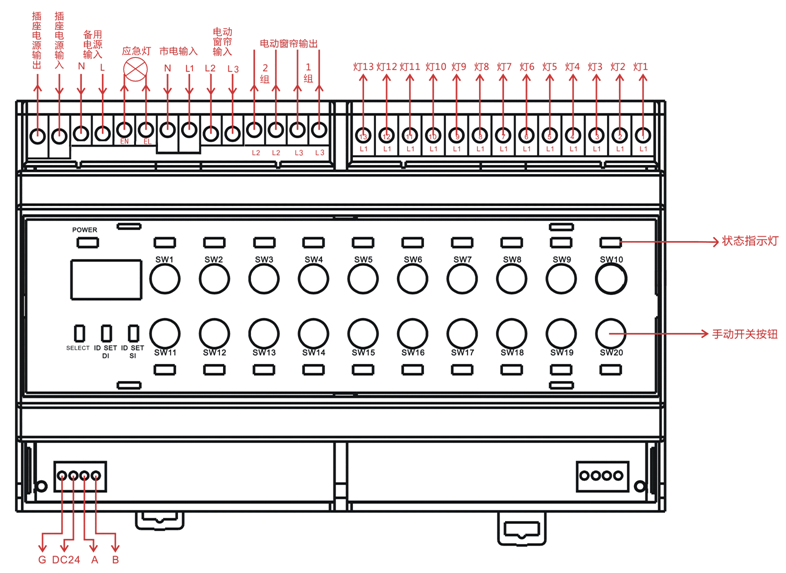 插座电源输出
插座电源输入
备用
电源
输入
N L
应急灯
市电输入
N L1
电动
窗帘
输入
L2 L3
电动窗帘输出
2组
1组
灯13 灯12 灯11 灯10 灯9 灯8 灯7 灯6 灯5 灯4 灯3 灯2 灯1
EN EL L2 L2 L3 L3
L1 L1 L1 L1 L1 L1 L1 L1 L1 L1 L1 L1 L1
POWER
状态指示灯
SW1 SW2 SW3 SW4 SW5 SW6 SW7 SW8 SW9 SW10
手动开关按钮
SELECT
ID SET
DI
ID SET
SI
SW11 SW12 SW13 SW14 SW15 SW16 SW17 SW18 SW19 SW20
G DC24 A B